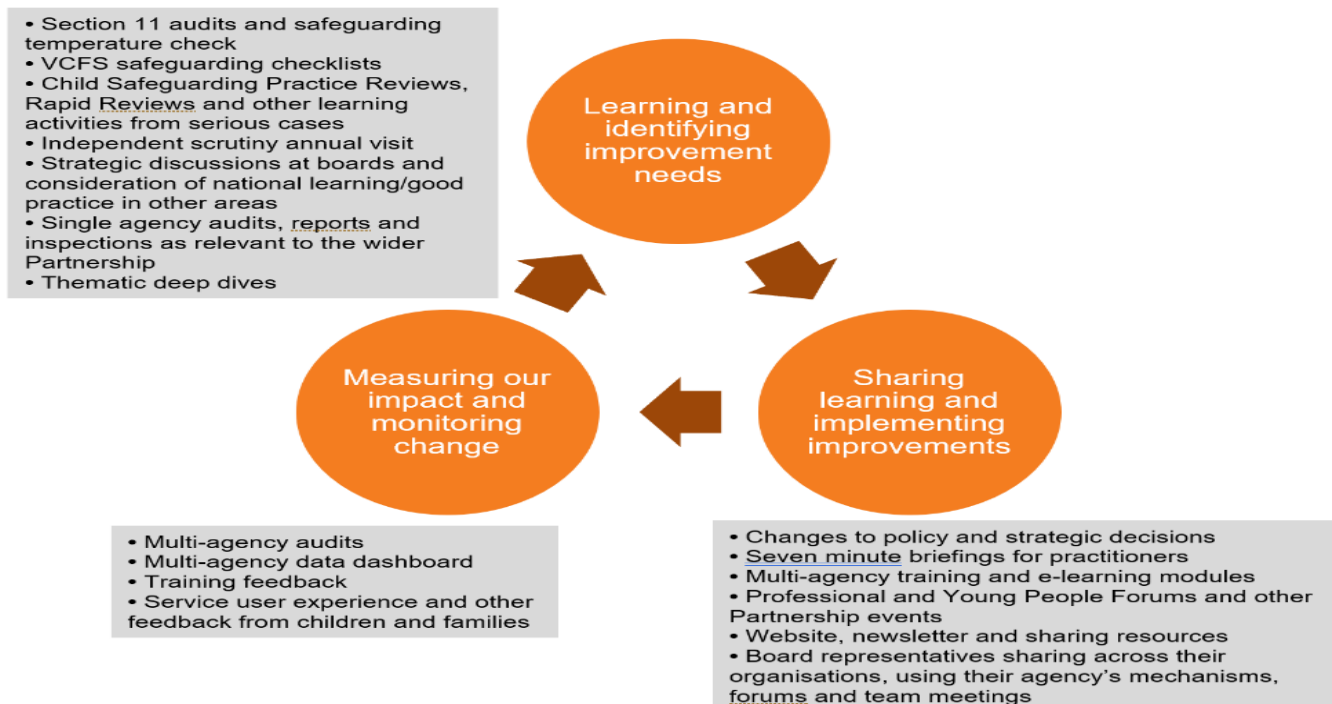 • Section 11 audits and safeguarding
temperature check
• VCFS safeguarding checklists
• Child Safeguarding Practice Reviews,
Rapid Reviews and other learning
activities from serious cases
• Independent scrutiny annual visit
• Strategic discussions at boards and
consideration of national learning/good
practice in other areas
• Single agency audits, reports and
inspections as relevant to the wider
Partnership
• Thematic deep dives
Learning and
identifying
improvement
needs
Sharing
learning and
implementing
improvements
• Changes to policy and strategic decisions
• Seven minute briefings for practitioners
• Multi-agency training and e-learning modules
• Professional and Young People Forums and other
Partnership events
• Website, newsletter and sharing resources
• Board representatives sharing across their
organisations, using their agency’s mechanisms,
forums and team meetings
Measuring our
impact and
monitoring
change
• Multi-agency audits
• Multi-agency data dashboard
• Training feedback
• Service user experience and other
feedback from children and families